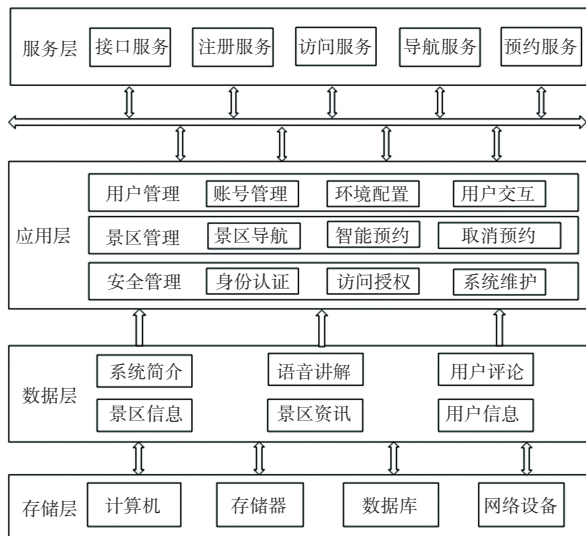 服务层 接口服务 注册服务 访问服务 导航服务 预约服务
用户管理 账号管理 环境配置 用户交互
应用层 景区管理 景区导航 智能预约 取消预约
安全管理 身份认证 访问授权 系统维护
系统简介 语音讲解 用户评论
数据层
景区信息 景区资讯 用户信息
存储层 计算机 存储器 数据库 网络设备